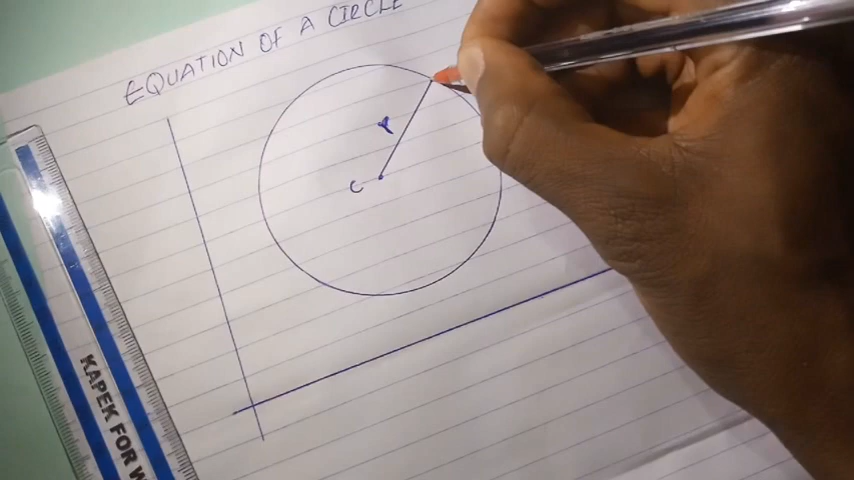 EQUATION OF A CIRCLE
r
C
KAPEK FOR